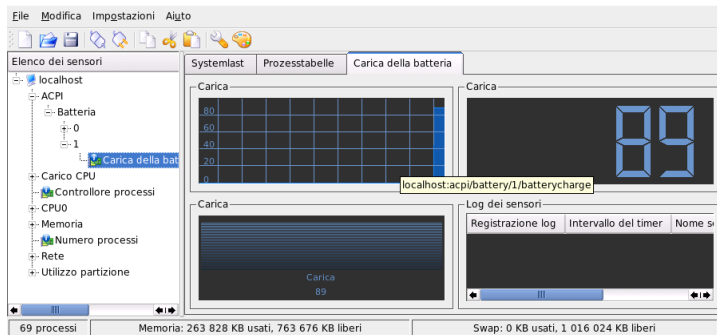 File Modifica Impostazioni Aiuto
Elenco dei sensori
localhost
ACPI
Batteria
0
1
Carica della bat
Carico CPU
Controllore processi
CPU0
Memoria
Numero processi
Rete
Utilizzo partizione
Systemlast Prozesstabelle Carica della batteria
Carica
80
60
40
20
0
Carica
89
localhost:acpi/battery/1/batterycharge
Carica
Carica
89
Log dei sensori
Registrazione log Intervallo del timer Nome se
69 processi Memoria: 263 828 KB usati, 763 676 KB liberi Swap: 0 KB usati, 1 016 024 KB liberi